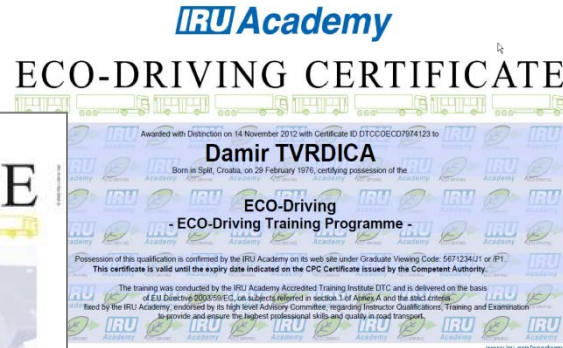 IRU Academy
ECO-DRIVING CERTIFICATE
E
Awarded with Distinction on 14 November 2012 with Certificate ID DTCCOECD7974123 to
Damir TVRDICA
Born in Split, Croatia, on 29 February 1976, certifying possession of the
ECO-Driving
- ECO-Driving Training Programme -
Possession of this qualification is confirmed by the IRU Academy on its web site under Graduate Viewing Code: 5671234U1 or /P1.
This certificate is valid until the expiry date indicated on the CPC Certificate issued by the Competent Authority.
The training was conducted by the IRU Academy Accredited Training Institute DTC and is delivered on the basis
of EU Directive 2003/59/EC, on subjects referred in section 1 of Annex A and the strict criteria
fixed by the IRU Academy, endorsed by its high level Advisory Committee, regarding Instructor Qualifications, Training and Examination
to provide and ensure the highest professional skills and quality in road transport.